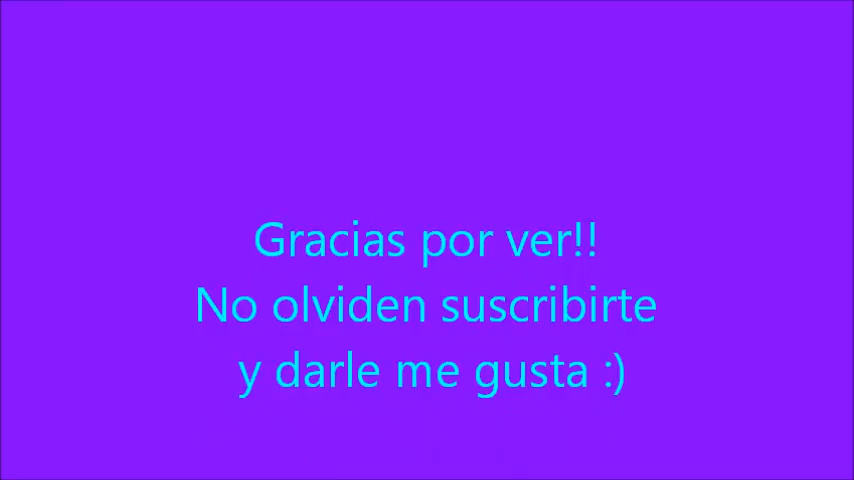 Gracias por ver!!
No olviden suscribirte
y darle me gusta :)